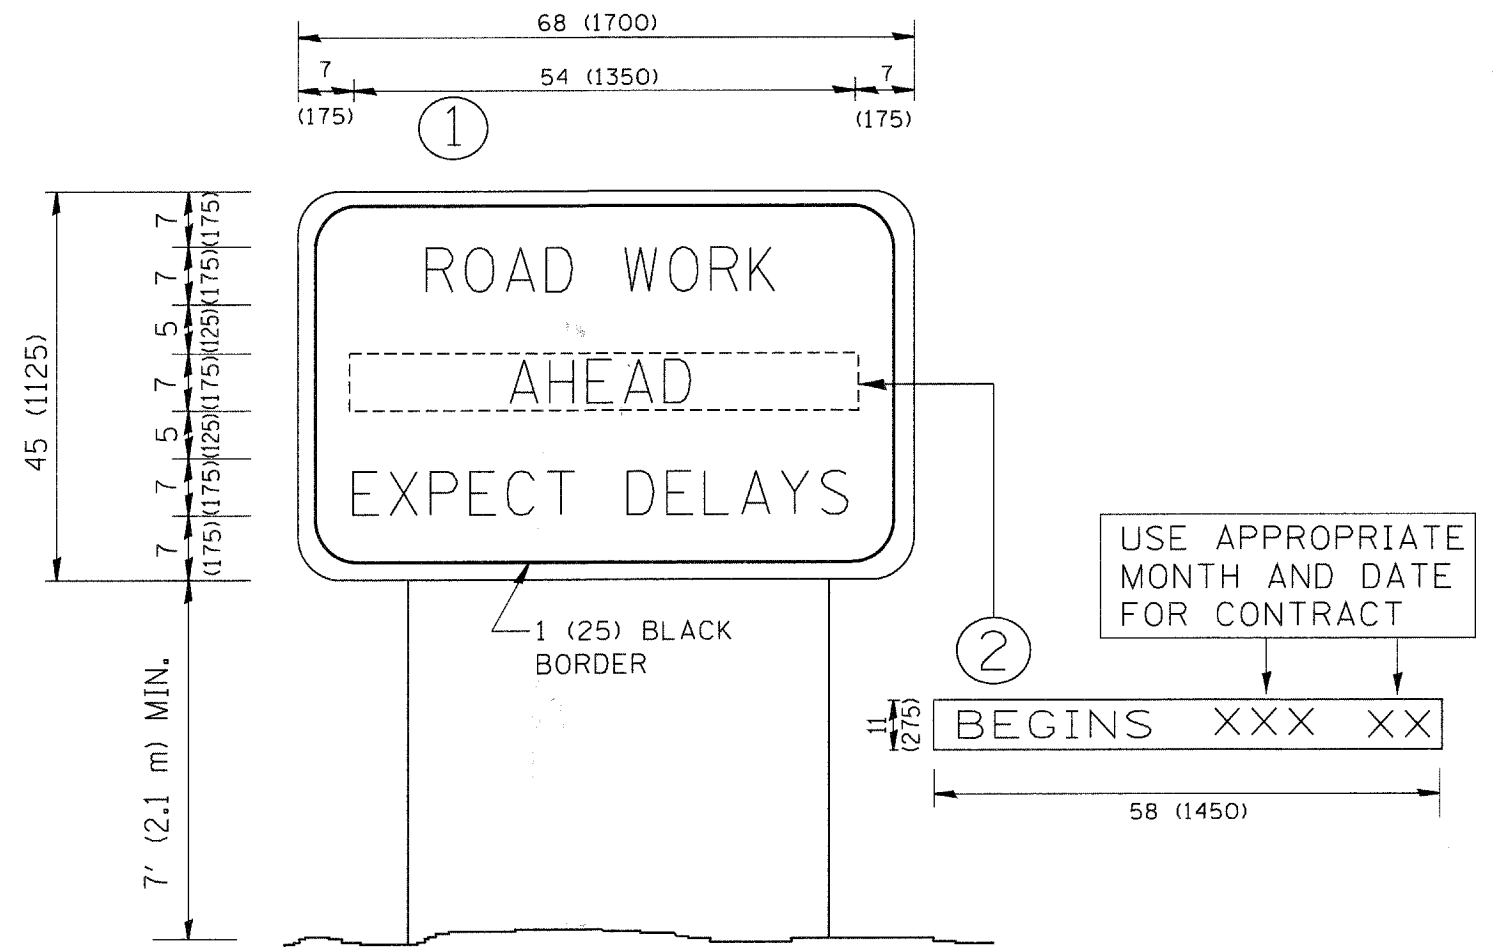 68 (1700)
7 54 (1350) 7
(175) (175)
1
7 (175)
7 (175)
5 (125)
7 (175)
5 (125)
7 (175)
7 (175)
45 (1125)
ROAD WORK
AHEAD
EXPECT DELAYS
1 (25) BLACK
BORDER
7' (2.1 m) MIN.
2
USE APPROPRIATE
MONTH AND DATE
FOR CONTRACT
11
(275)
BEGINS XXX XX
58 (1450)